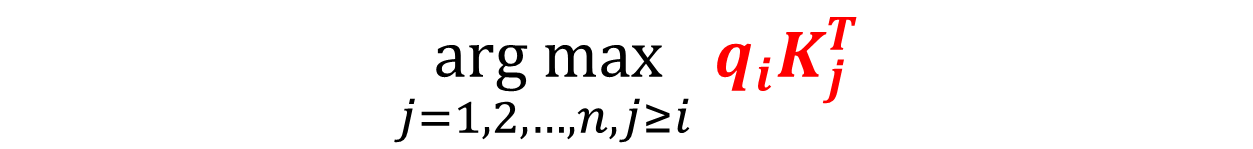 arg max q_i K_j^T
j=1,2,...,n,j≥i